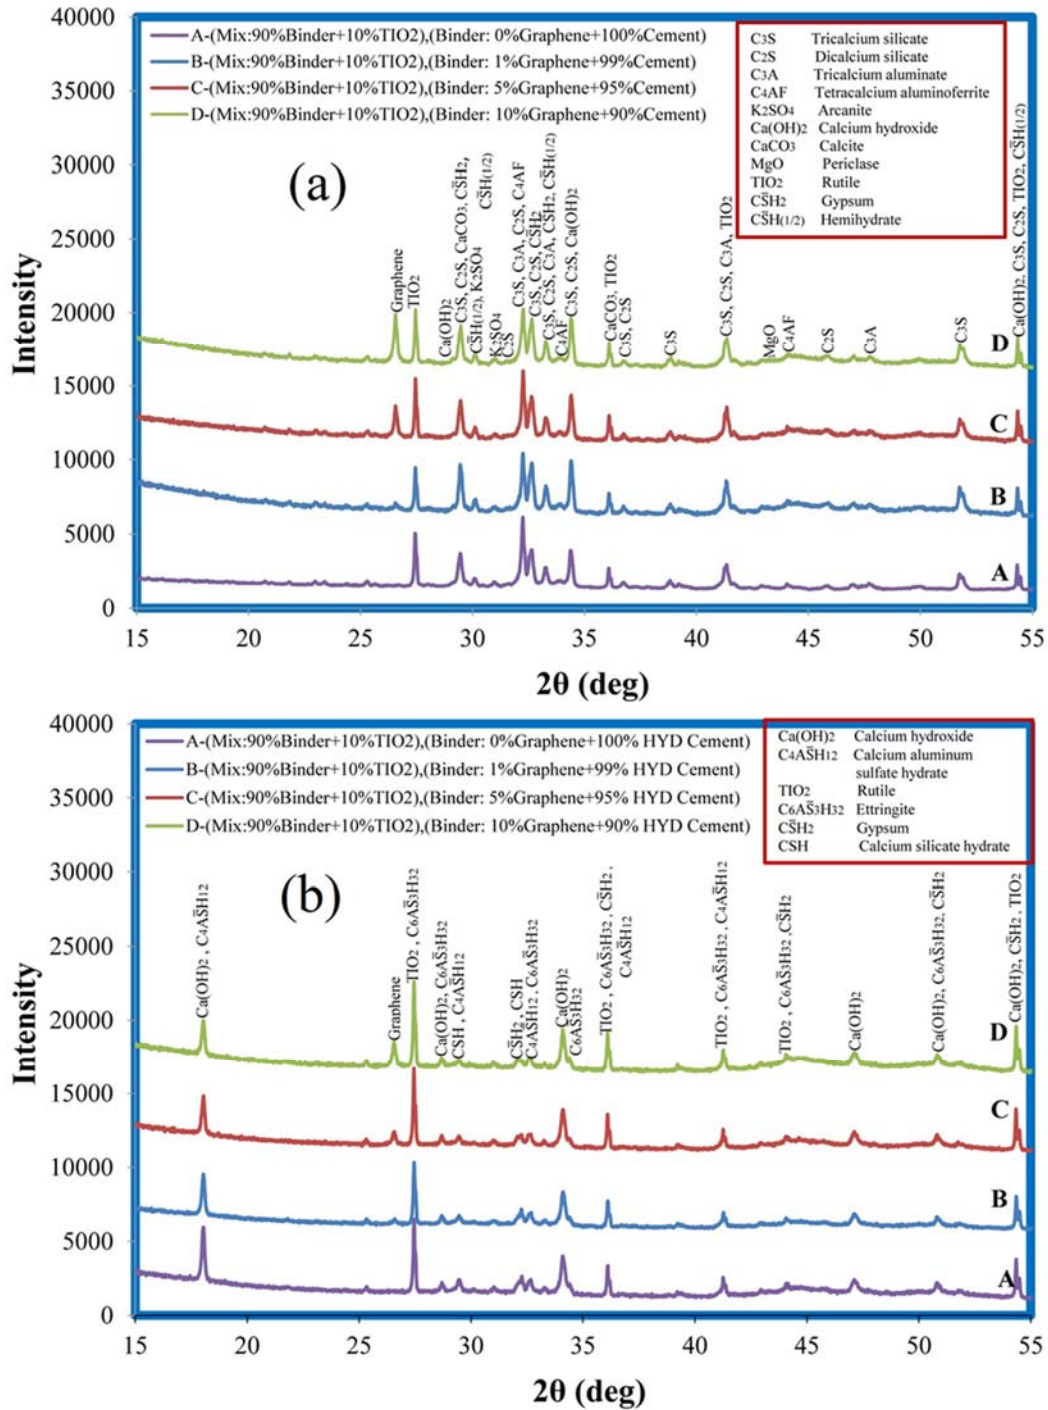 40000
35000
30000
25000
20000
15000
10000
5000
0
Intensity
A-(Mix:90%Binder+10%TIO2),(Binder: 0%Graphene+100%Cement)
B-(Mix:90%Binder+10%TIO2),(Binder: 1%Graphene+99%Cement)
C-(Mix:90%Binder+10%TIO2),(Binder: 5%Graphene+95%Cement)
D-(Mix:90%Binder+10%TIO2),(Binder: 10%Graphene+90%Cement)
C3S Tricalcium silicate
C2S Dicalcium silicate
C3A Tricalcium aluminate
C4AF Tetracalcium aluminoferrite
K2SO4 Arcanite
Ca(OH)2 Calcium hydroxide
CaCO3 Calcite
MgO Periclase
TIO2 Rutile
CS̅H2 Gypsum
CS̅H(1/2) Hemihydrate
(a)
Graphene
TIO2
Ca(OH)2
C3S, C2S, CaCO3, CS̅H2,
CS̅H(1/2)
CS̅H(1/2), K2SO4
K2SO4
C2S
C3S, C3A, C2S, C4AF
C3S, C2S, CS̅H2
C3S, C2S, C3A, CS̅H2, CS̅H(1/2)
C4AF
C3S, C2S, Ca(OH)2
CaCO3, TIO2
C3S, C2S
C3S
C3S, C2S, C3A, TIO2
MgO
C4AF
C2S
C3A
C3S
Ca(OH)2, C3S, C2S, TIO2, CS̅H(1/2)
D
C
B
A
15 20 25 30 35 40 45 50 55
2θ (deg)
40000
35000
30000
25000
20000
15000
10000
5000
0
Intensity
A-(Mix:90%Binder+10%TIO2),(Binder: 0%Graphene+100% HYD Cement)
B-(Mix:90%Binder+10%TIO2),(Binder: 1%Graphene+99% HYD Cement)
C-(Mix:90%Binder+10%TIO2),(Binder: 5%Graphene+95% HYD Cement)
D-(Mix:90%Binder+10%TIO2),(Binder: 10%Graphene+90% HYD Cement)
Ca(OH)2 Calcium hydroxide
C4AS̅H12 Calcium aluminum
sulfate hydrate
TIO2 Rutile
C6AS̅3H32 Ettringite
CS̅H2 Gypsum
CSH Calcium silicate hydrate
(b)
Ca(OH)2 , C4AS̅H12
Graphene
TIO2 , C6AS̅3H32
Ca(OH)2, C6AS̅3H32
CSH , C4AS̅H12
CS̅H2 , CSH
C4ASH12 , C6AS̅3H32
Ca(OH)2
C6AS3H32
TIO2 , C6AS̅3H32 , CS̅H2 ,
C4AS̅H12
TIO2 , C6AS̅3H32 , C4AS̅H12
TIO2 , C6AS̅3H32 ,CS̅H2
Ca(OH)2
Ca(OH)2, C6AS̅3H32, CS̅H2
Ca(OH)2, CS̅H2 , TIO2
D
C
B
A
15 20 25 30 35 40 45 50 55
2θ (deg)